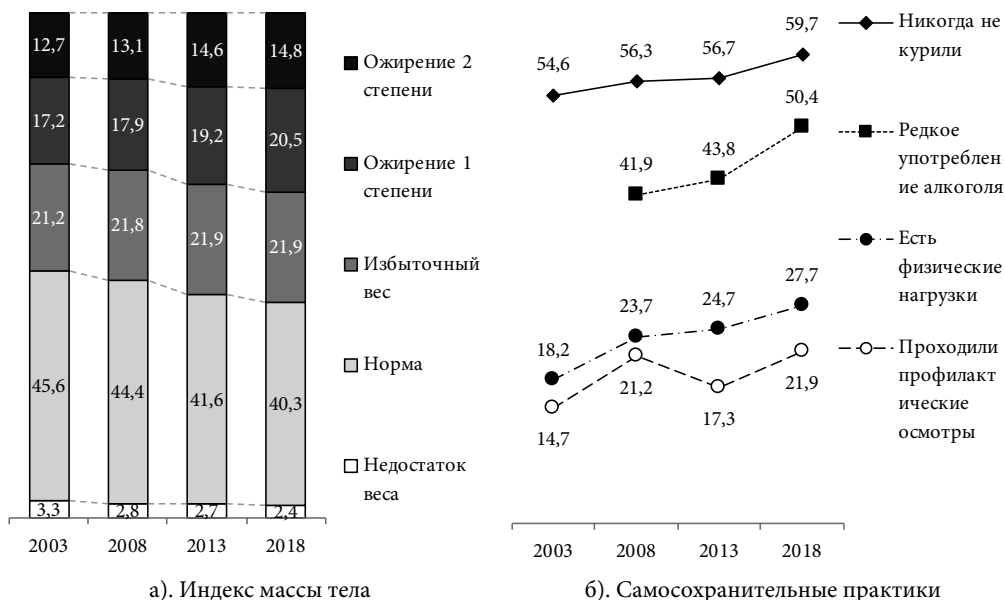 12,7
13,1
14,6
14,8
17,2
17,9
19,2
20,5
21,2
21,8
21,9
21,9
45,6
44,4
41,6
40,3
3,3
2,8
2,7
2,4
2003
2008
2013
2018
Ожирение 2
степени
Ожирение 1
степени
Избыточный
вес
Норма
Недостаток
веса
а). Индекс массы тела
54,6
56,3
56,7
59,7
41,9
43,8
50,4
18,2
23,7
24,7
27,7
14,7
21,2
17,3
21,9
2003
2008
2013
2018
Никогда не
курили
Редкое
употреблен
ие алкоголя
Есть
физические
нагрузки
Проходили
профилакт
ические
осмотры
б). Самосохранительные практики